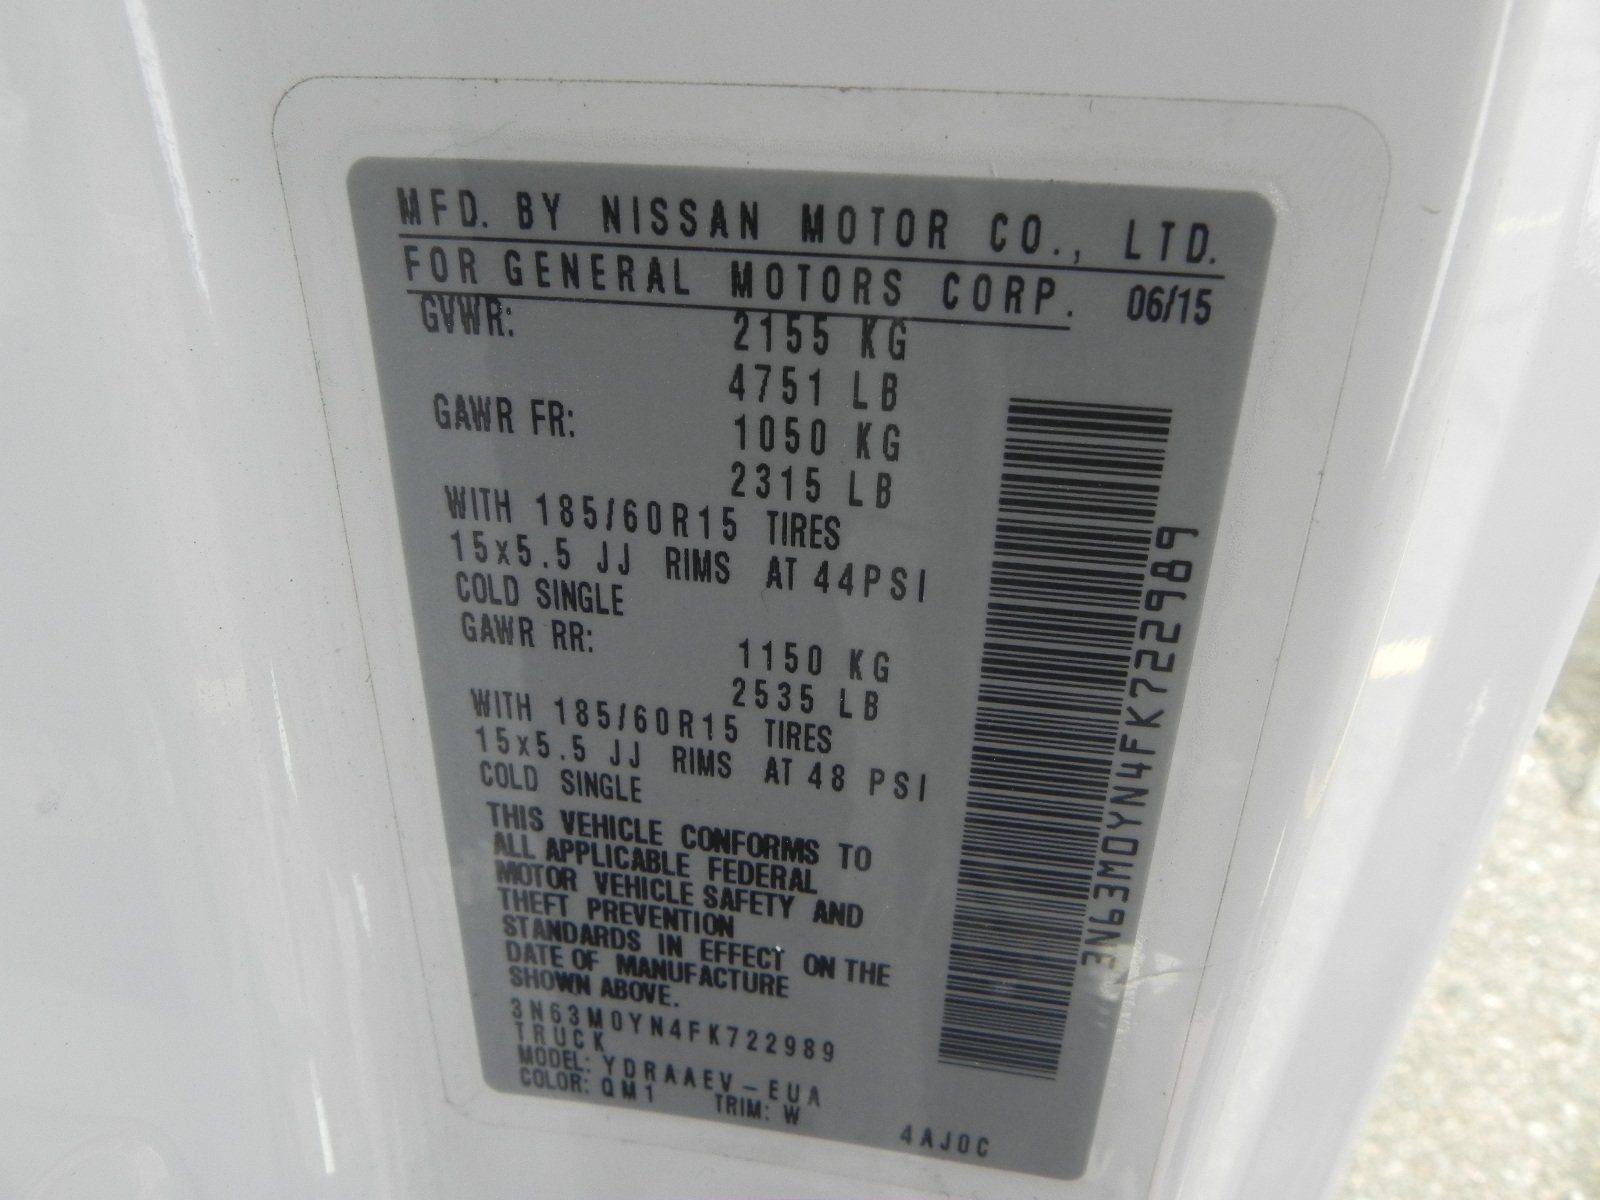 MFD. BY NISSAN MOTOR CO., LTD.
FOR GENERAL MOTORS CORP. 06/15
GVWR: 2155 KG
4751 LB
GAWR FR: 1050 KG
2315 LB
WITH 185/60R15 TIRES
15x5.5 JJ RIMS AT 44PSI
COLD SINGLE
GAWR RR: 1150 KG
2535 LB
WITH 185/60R15 TIRES
15x5.5 JJ RIMS AT 48 PSI
COLD SINGLE
THIS VEHICLE CONFORMS TO
ALL APPLICABLE FEDERAL
MOTOR VEHICLE SAFETY AND
THEFT PREVENTION
STANDARDS IN EFFECT ON THE
DATE OF MANUFACTURE
SHOWN ABOVE.
3N63M0YN4FK722989
TRUCK
MODEL: YDRAAEV-EUA
COLOR: QM1 TRIM: W
4AJ0C
3N63M0YN4FK722989